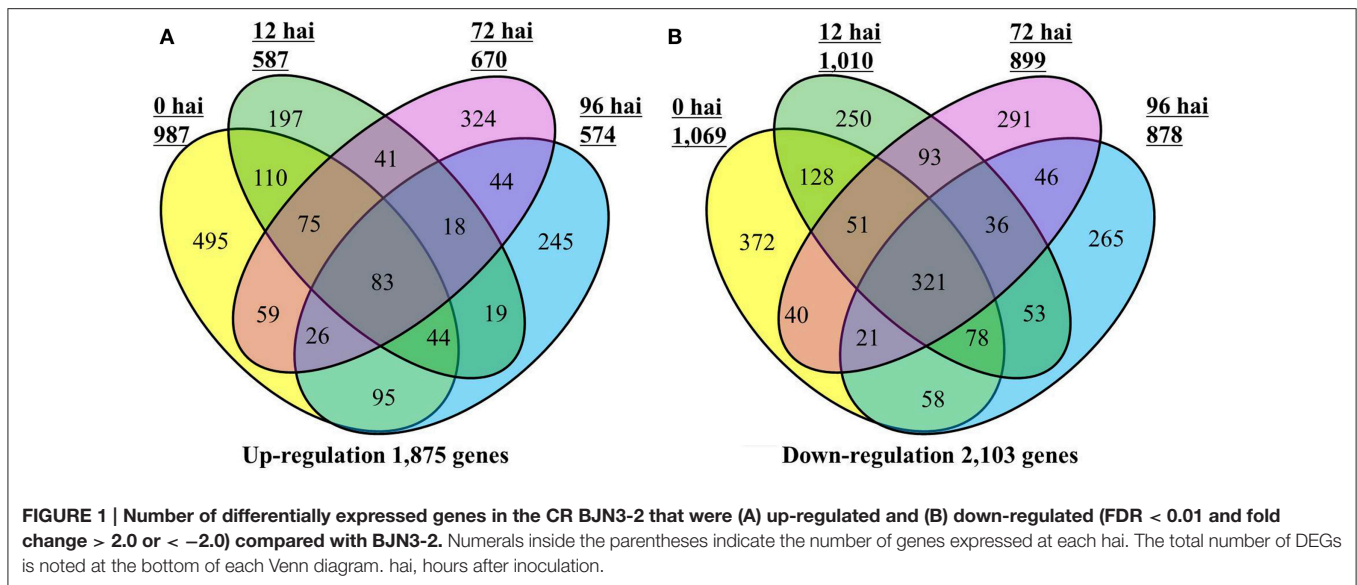 A
12 hai
587
72 hai
670
0 hai
987
96 hai
574
197
324
41
110
44
75
18
495
245
83
59
26
44
19
95
Up-regulation 1,875 genes
B
12 hai
1,010
72 hai
899
0 hai
1,069
96 hai
878
250
291
93
128
46
51
36
372
265
321
40
21
78
53
58
Down-regulation 2,103 genes
FIGURE 1 | Number of differentially expressed genes in the CR BJN3-2 that were (A) up-regulated and (B) down-regulated (FDR < 0.01 and fold
change > 2.0 or < −2.0) compared with BJN3-2. Numerals inside the parentheses indicate the number of genes expressed at each hai. The total number of DEGs
is noted at the bottom of each Venn diagram. hai, hours after inoculation.